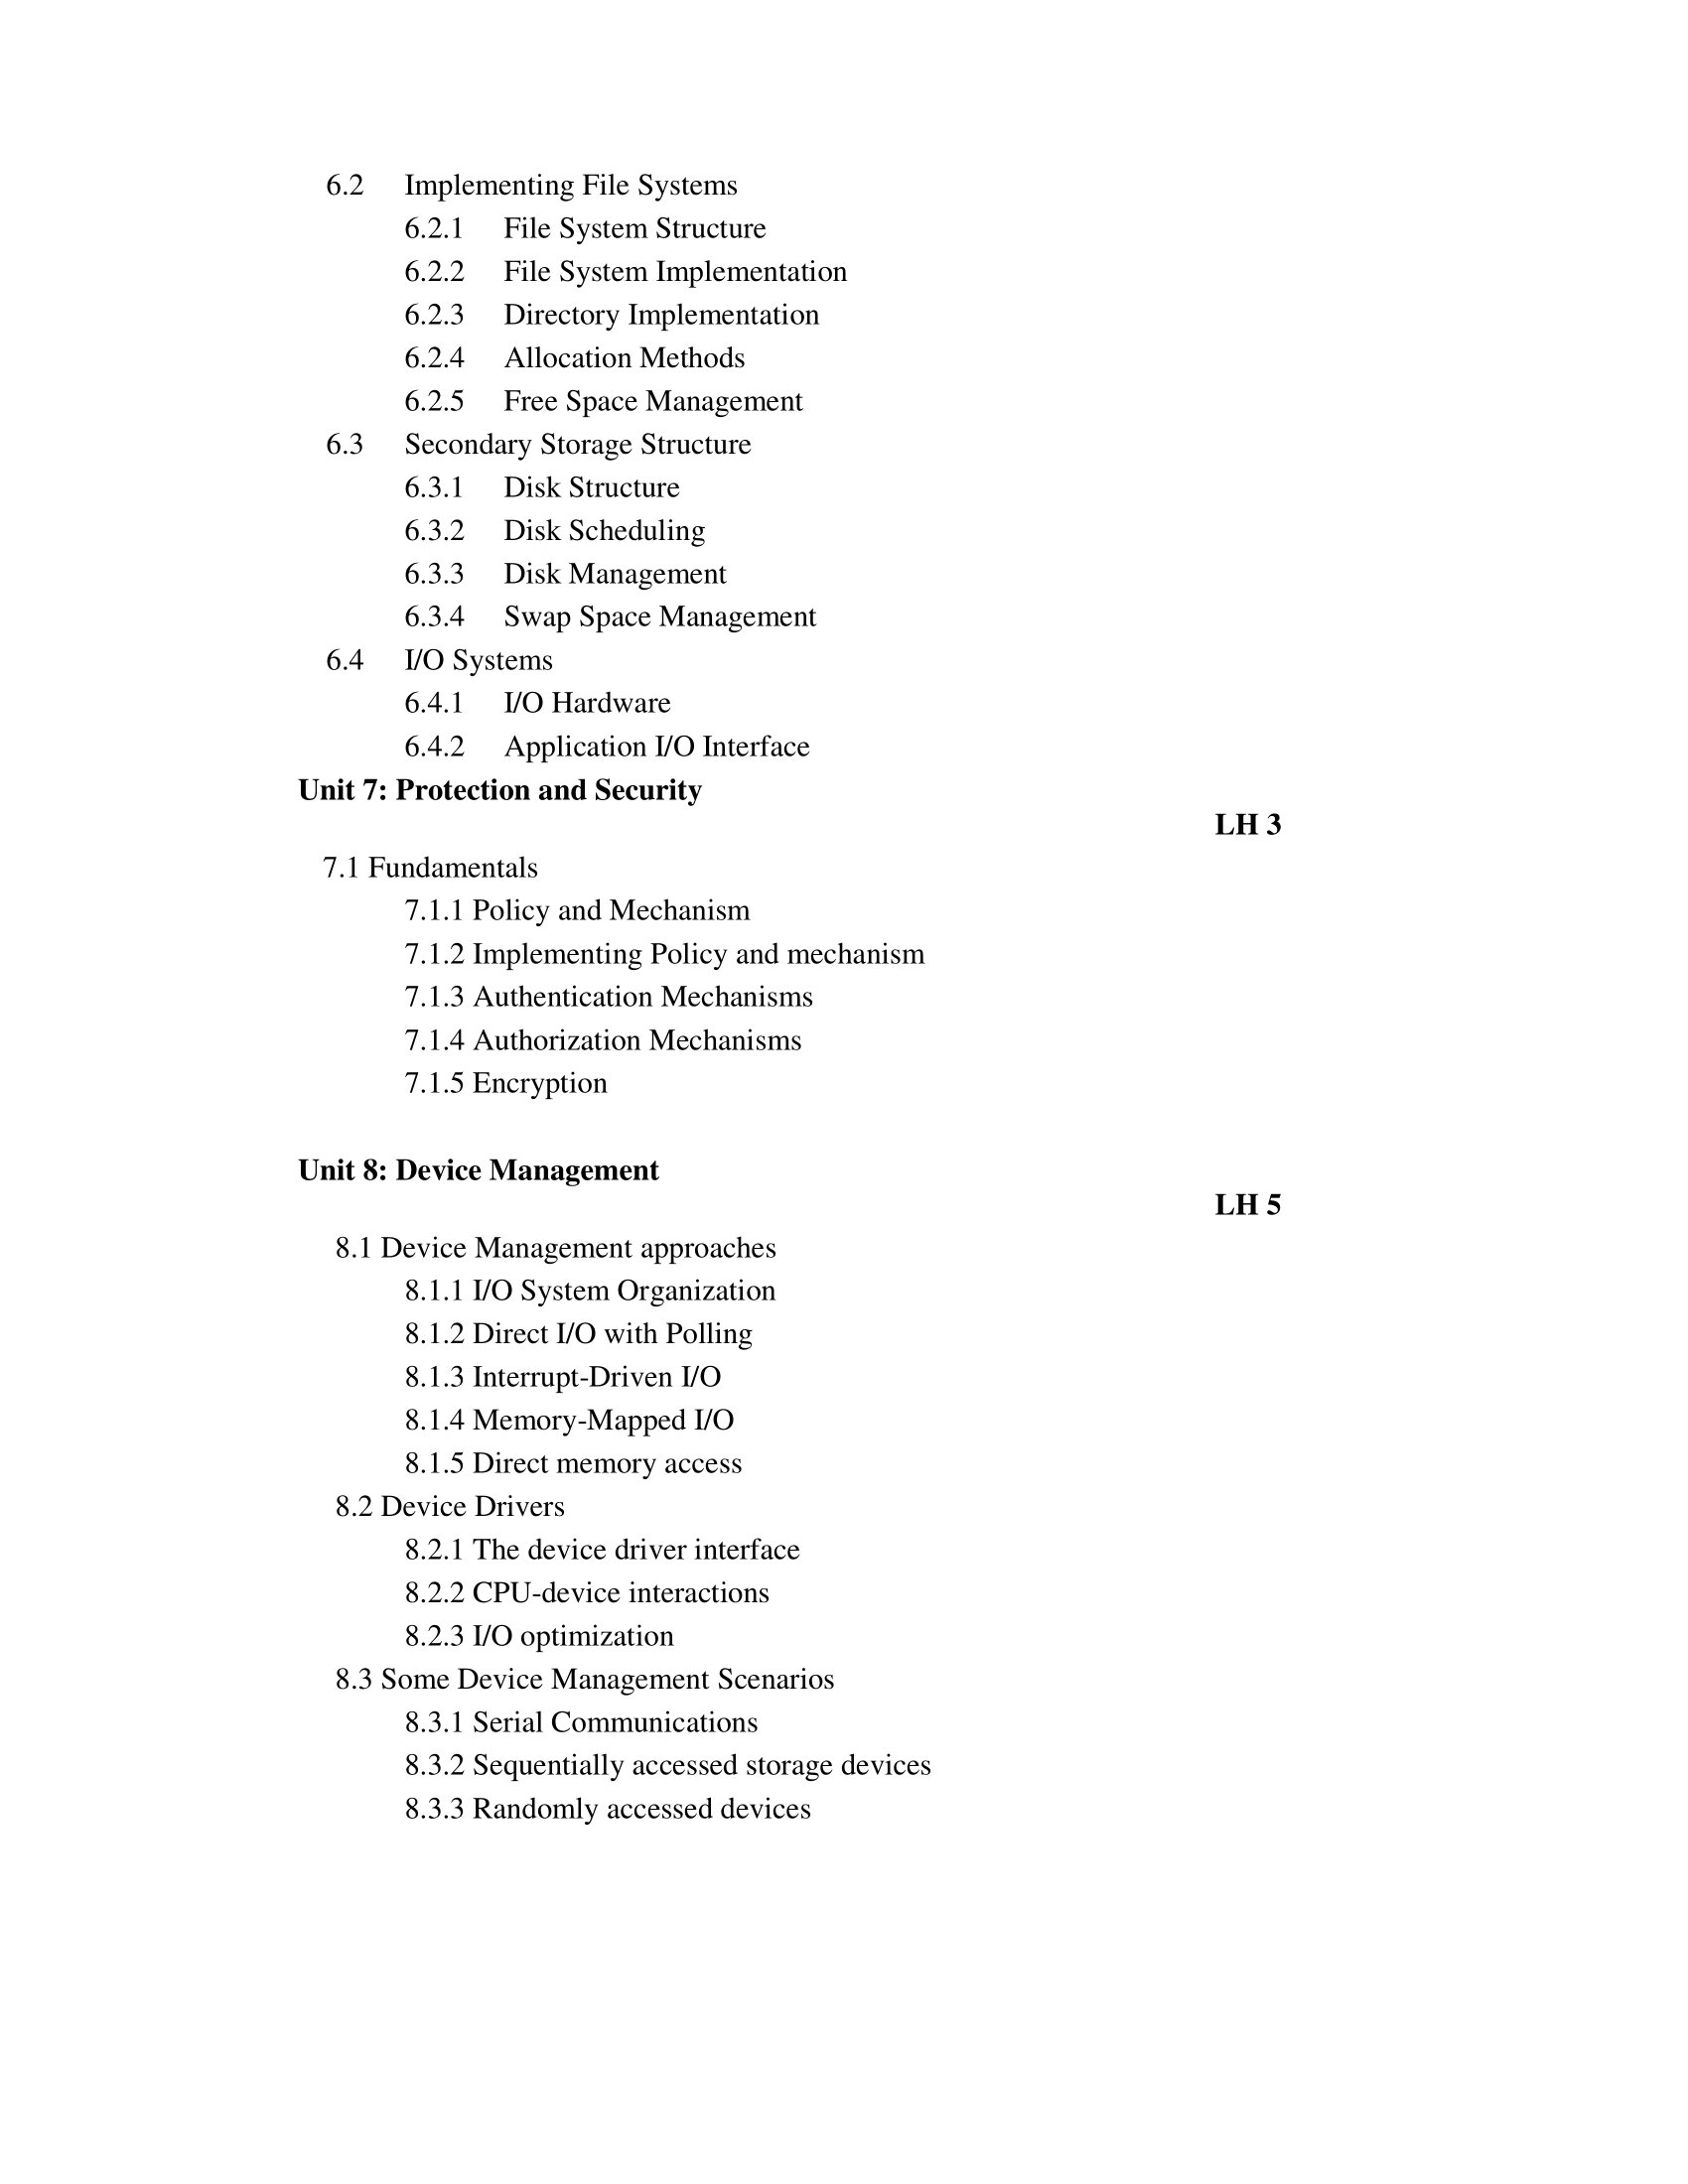 6.2 Implementing File Systems
6.2.1 File System Structure
6.2.2 File System Implementation
6.2.3 Directory Implementation
6.2.4 Allocation Methods
6.2.5 Free Space Management
6.3 Secondary Storage Structure
6.3.1 Disk Structure
6.3.2 Disk Scheduling
6.3.3 Disk Management
6.3.4 Swap Space Management
6.4 I/O Systems
6.4.1 I/O Hardware
6.4.2 Application I/O Interface
Unit 7: Protection and Security
LH 3
7.1 Fundamentals
7.1.1 Policy and Mechanism
7.1.2 Implementing Policy and mechanism
7.1.3 Authentication Mechanisms
7.1.4 Authorization Mechanisms
7.1.5 Encryption
Unit 8: Device Management
LH 5
8.1 Device Management approaches
8.1.1 I/O System Organization
8.1.2 Direct I/O with Polling
8.1.3 Interrupt-Driven I/O
8.1.4 Memory-Mapped I/O
8.1.5 Direct memory access
8.2 Device Drivers
8.2.1 The device driver interface
8.2.2 CPU-device interactions
8.2.3 I/O optimization
8.3 Some Device Management Scenarios
8.3.1 Serial Communications
8.3.2 Sequentially accessed storage devices
8.3.3 Randomly accessed devices